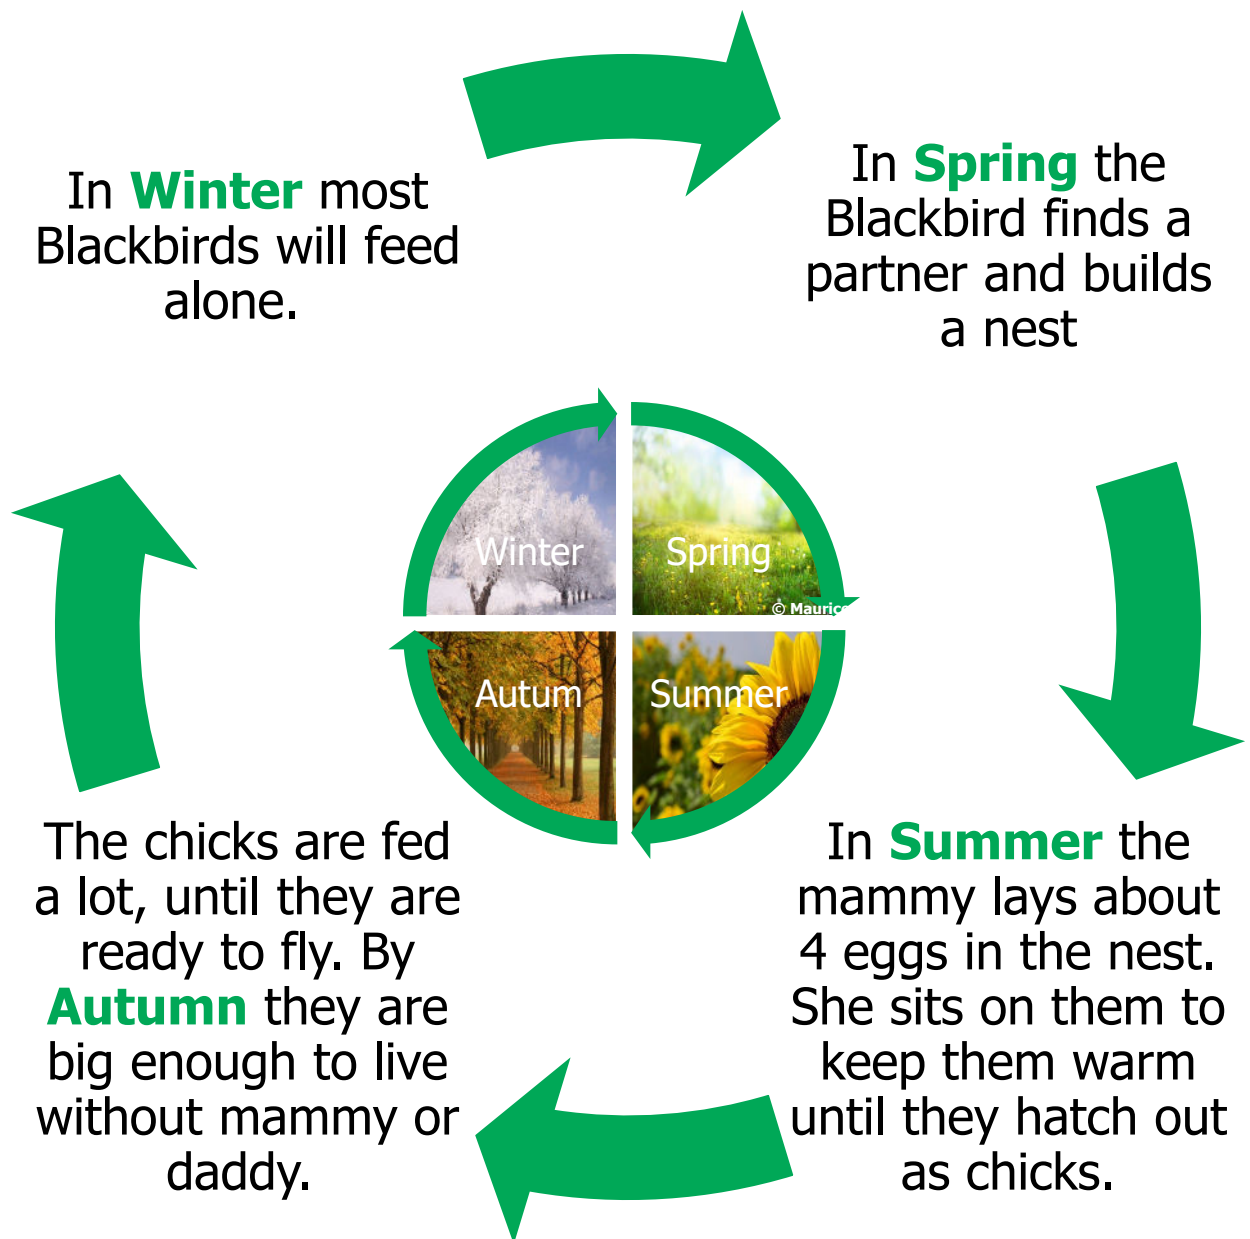 In Winter most
Blackbirds will feed
alone.
In Spring the
Blackbird finds a
partner and builds
a nest
Winter
Spring
© Maurice
Autum
Summer
In Summer the
mammy lays about
4 eggs in the nest.
She sits on them to
keep them warm
until they hatch out
as chicks.
The chicks are fed
a lot, until they are
ready to fly. By
Autumn they are
big enough to live
without mammy or
daddy.